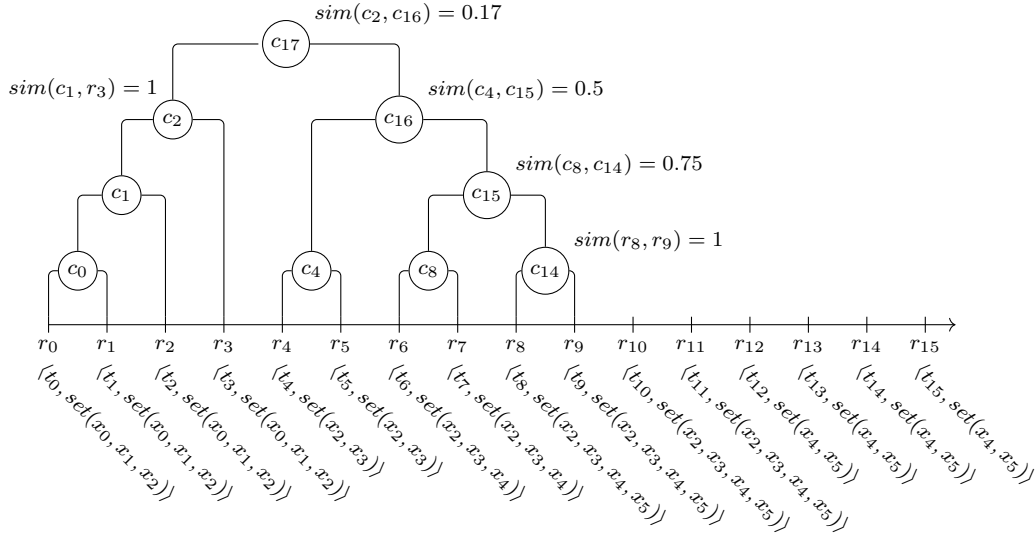 sim(c₂, c₁₆) = 0.17
c₁₇
sim(c₁, r₃) = 1
sim(c₄, c₁₅) = 0.5
c₂
c₁₆
sim(c₈, c₁₄) = 0.75
c₁
c₁₅
sim(r₈, r₉) = 1
c₀
c₄
c₈
c₁₄
r₀ r₁ r₂ r₃ r₄ r₅ r₆ r₇ r₈ r₉ r₁₀ r₁₁ r₁₂ r₁₃ r₁₄ r₁₅
⟨t₀, set(x₀, x₁, x₂)⟩
⟨t₁, set(x₀, x₁, x₂)⟩
⟨t₂, set(x₀, x₁, x₂)⟩
⟨t₃, set(x₀, x₁, x₂)⟩
⟨t₄, set(x₂, x₃)⟩
⟨t₅, set(x₂, x₃)⟩
⟨t₆, set(x₂, x₃, x₄)⟩
⟨t₇, set(x₂, x₃, x₄)⟩
⟨t₈, set(x₂, x₃, x₄, x₅)⟩
⟨t₉, set(x₂, x₃, x₄, x₅)⟩
⟨t₁₀, set(x₂, x₃, x₄, x₅)⟩
⟨t₁₁, set(x₂, x₃, x₄, x₅)⟩
⟨t₁₂, set(x₄, x₅)⟩
⟨t₁₃, set(x₄, x₅)⟩
⟨t₁₄, set(x₄, x₅)⟩
⟨t₁₅, set(x₄, x₅)⟩